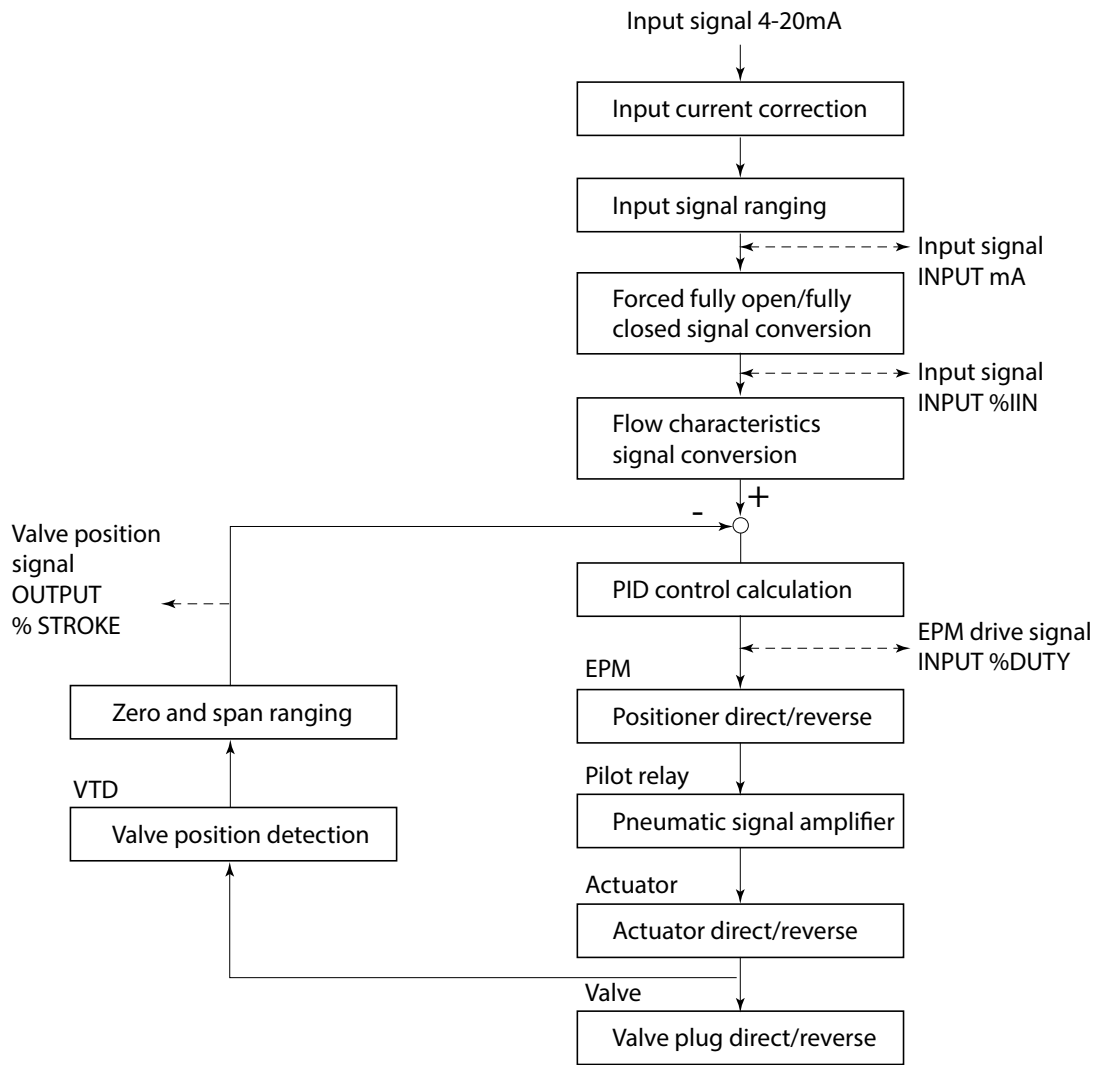 Input signal 4-20mA
Input current correction
Input signal ranging
Input signal
INPUT mA
Forced fully open/fully
closed signal conversion
Input signal
INPUT %IIN
Flow characteristics
signal conversion
- +
Valve position
signal
OUTPUT
% STROKE
PID control calculation
EPM drive signal
INPUT %DUTY
EPM
Zero and span ranging
Positioner direct/reverse
Pilot relay
VTD
Valve position detection
Pneumatic signal amplifier
Actuator
Actuator direct/reverse
Valve
Valve plug direct/reverse